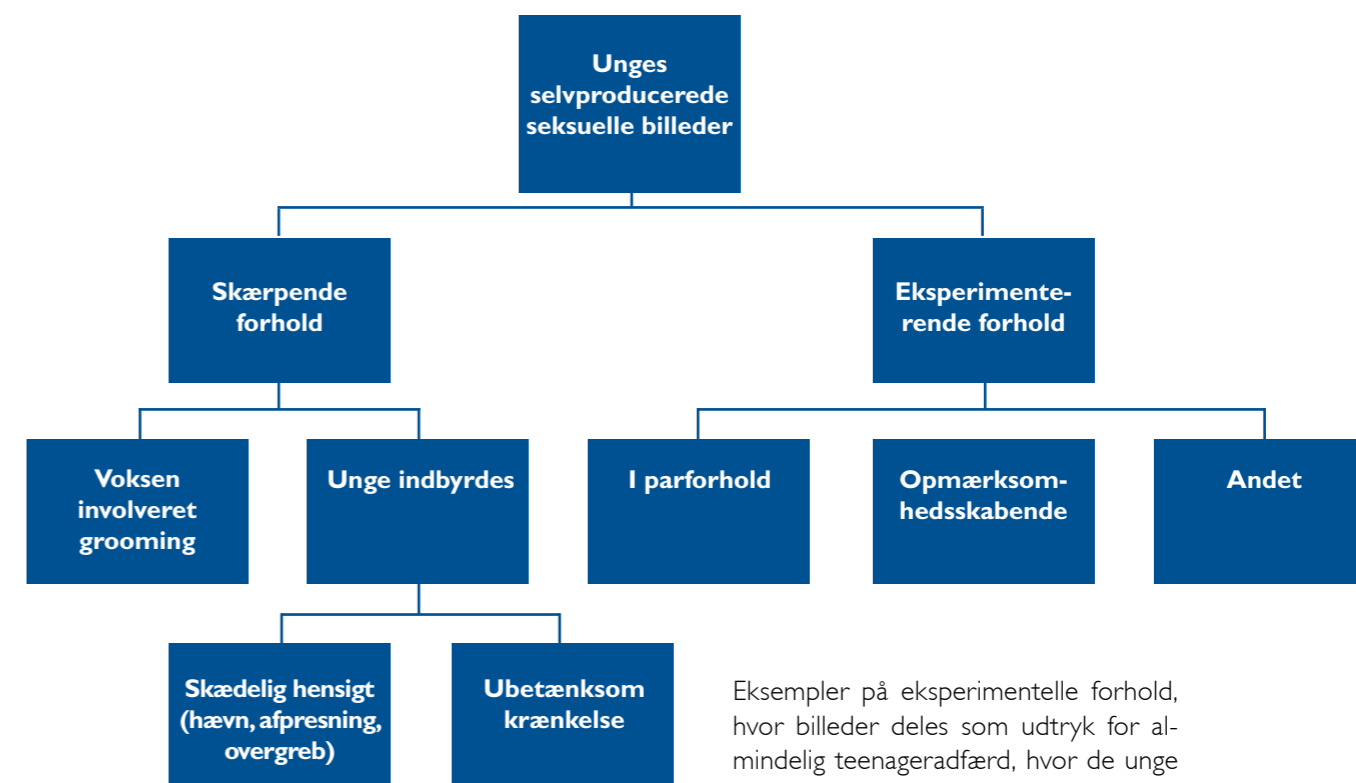 Unges
selvproducerede
seksuelle billeder
Skærpende
forhold
Eksperimente-
rende forhold
Voksen
involveret
grooming
Unge indbyrdes
I parforhold
Opmærksom-
hedsskabende
Andet
Skædelig hensigt
(hævn, afpresning,
overgreb)
Ubetænksom
krænkelse
Eksempler på eksperimentelle forhold,
hvor billeder deles som udtryk for al-
mindelig teenageradfærd, hvor de unge